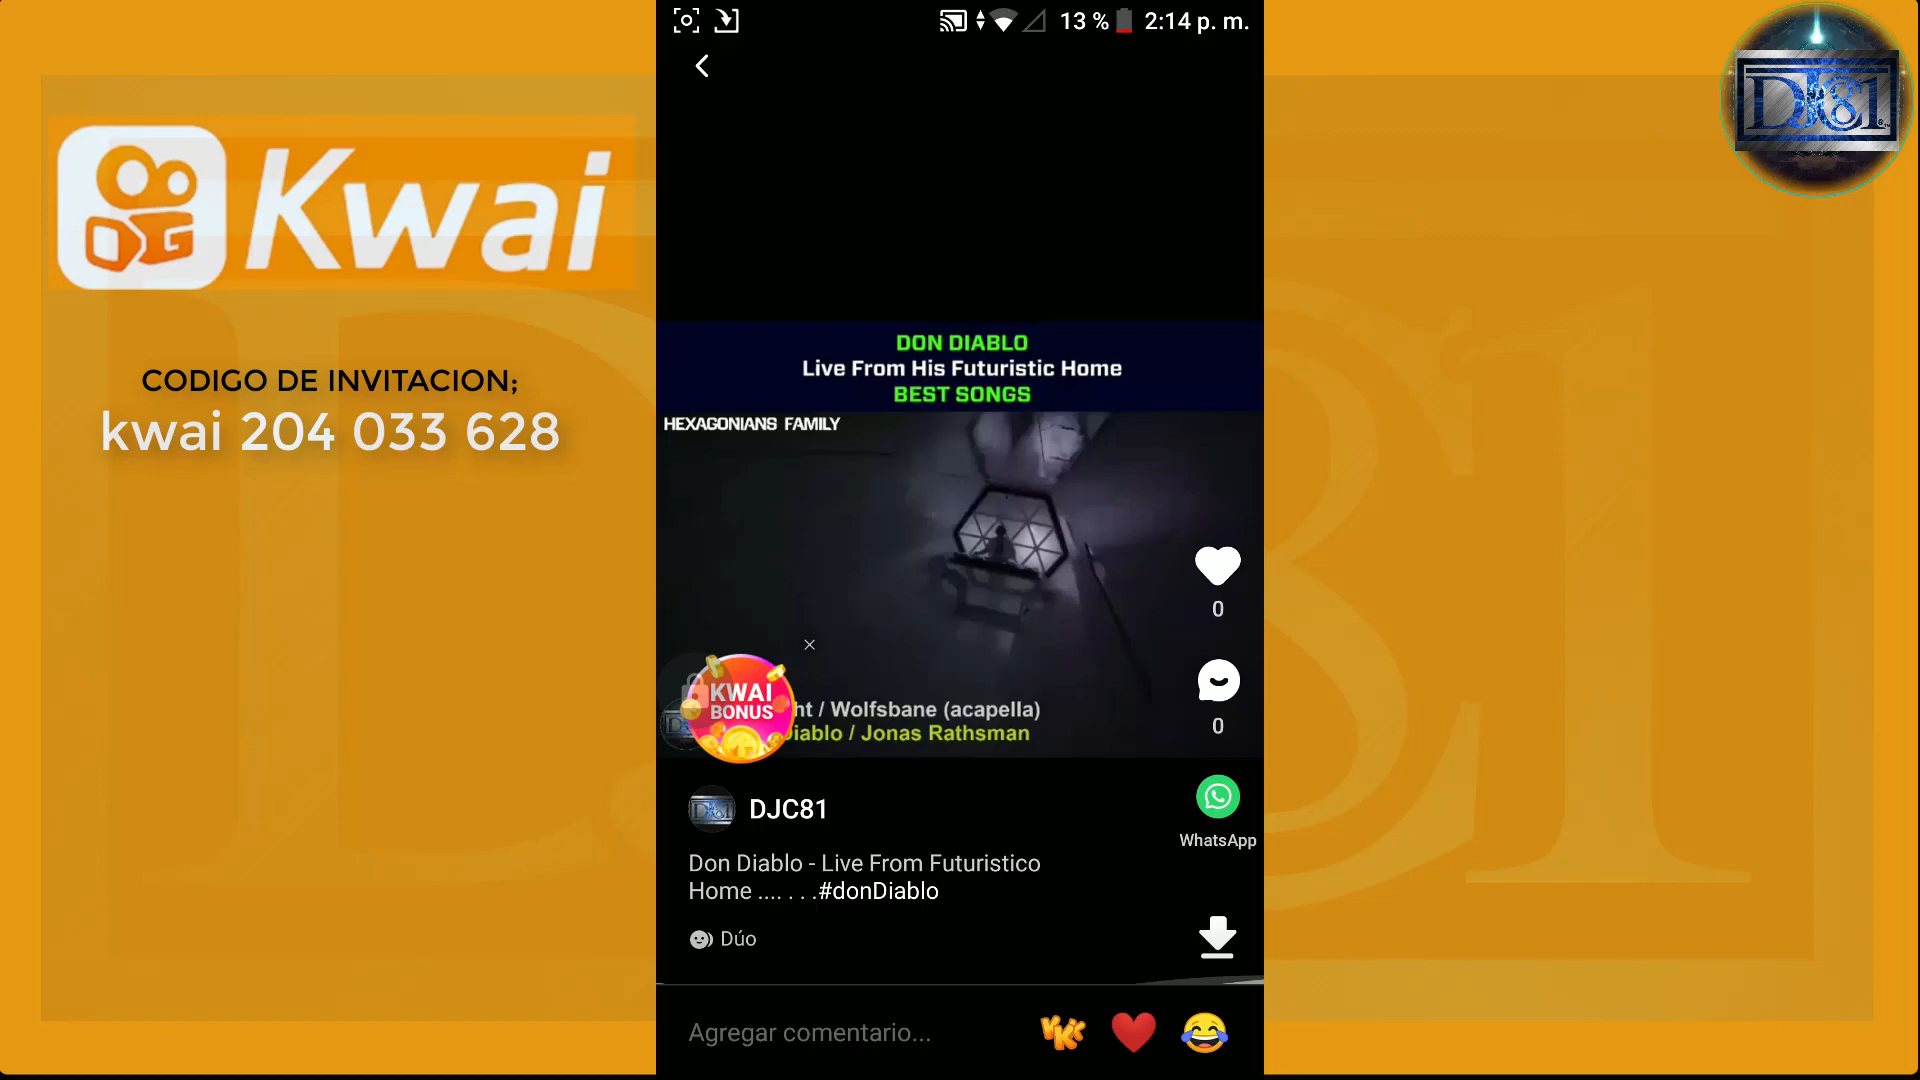 13 % 2:14 p. m.
DJC81
Kwai
CODIGO DE INVITACION;
kwai 204 033 628
DON DIABLO
Live From His Futuristic Home
BEST SONGS
HEXAGONIANS FAMILY
0
KWAI
BONUS
ht / Wolfsbane (acapella)
Diablo / Jonas Rathsman
0
DJC81
WhatsApp
Don Diablo - Live From Futuristico
Home .... . . .#donDiablo
Dúo
Agregar comentario...